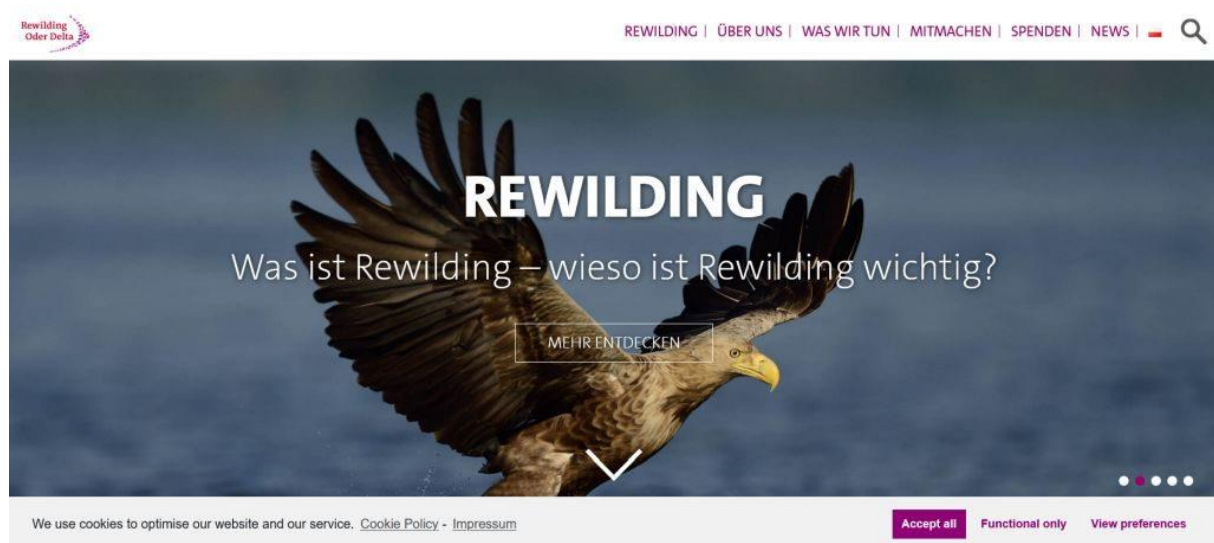 Rewilding
Oder Delta
REWILDING | ÜBER UNS | WAS WIR TUN | MITMACHEN | SPENDEN | NEWS |
REWILDING
Was ist Rewilding – wieso ist Rewilding wichtig?
MEHR ENTDECKEN
We use cookies to optimise our website and our service. Cookie Policy - Impressum
Accept all Functional only View preferences